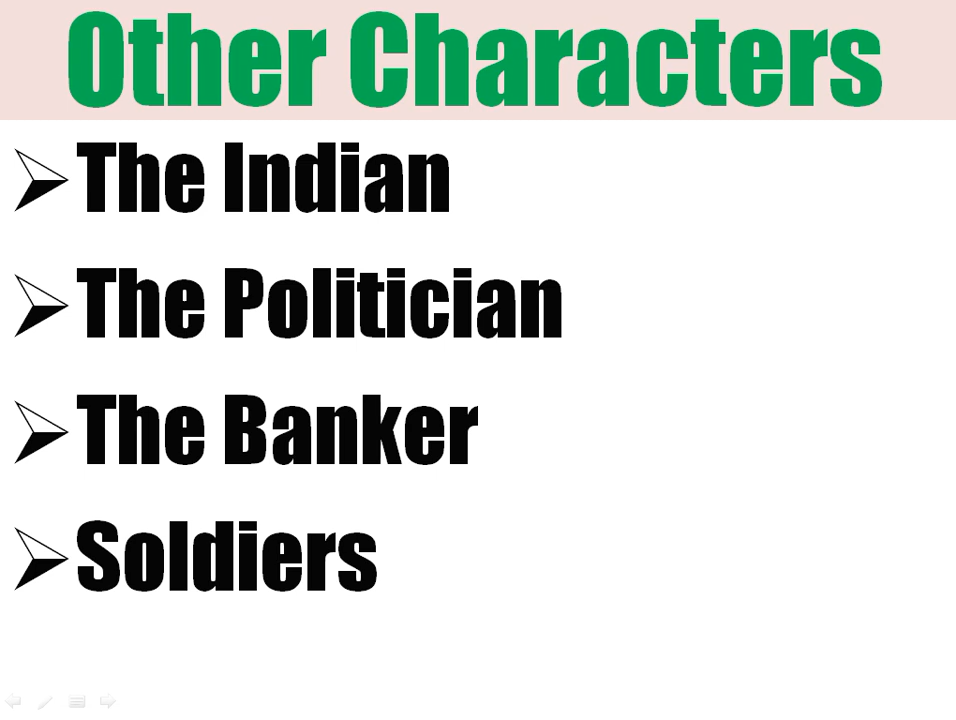 Other Characters
The Indian
The Politician
The Banker
Soldiers